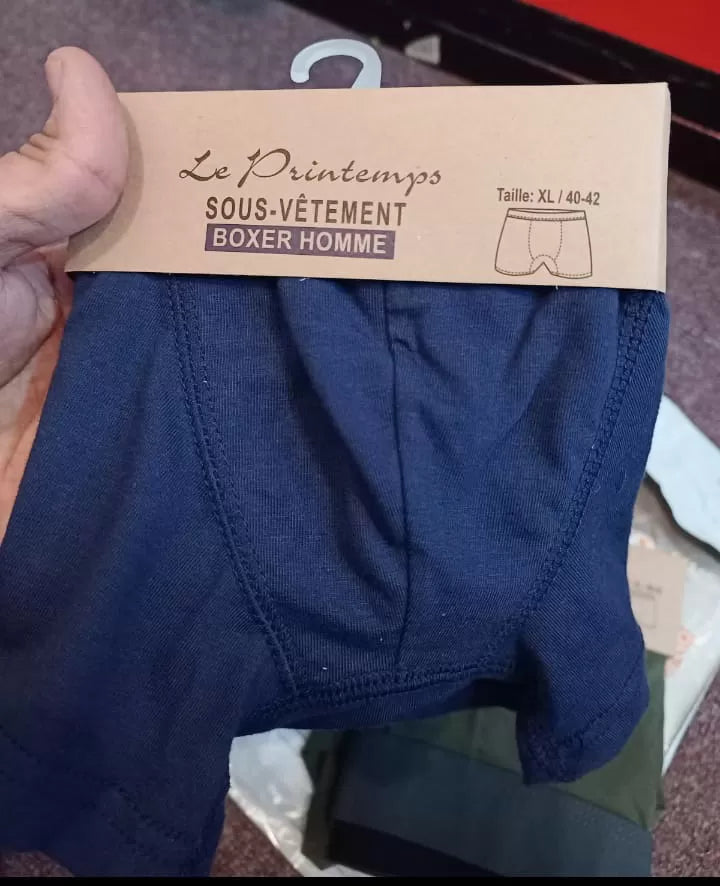 Le Printemps
SOUS-VÊTEMENT
BOXER HOMME
Taille: XL / 40-42